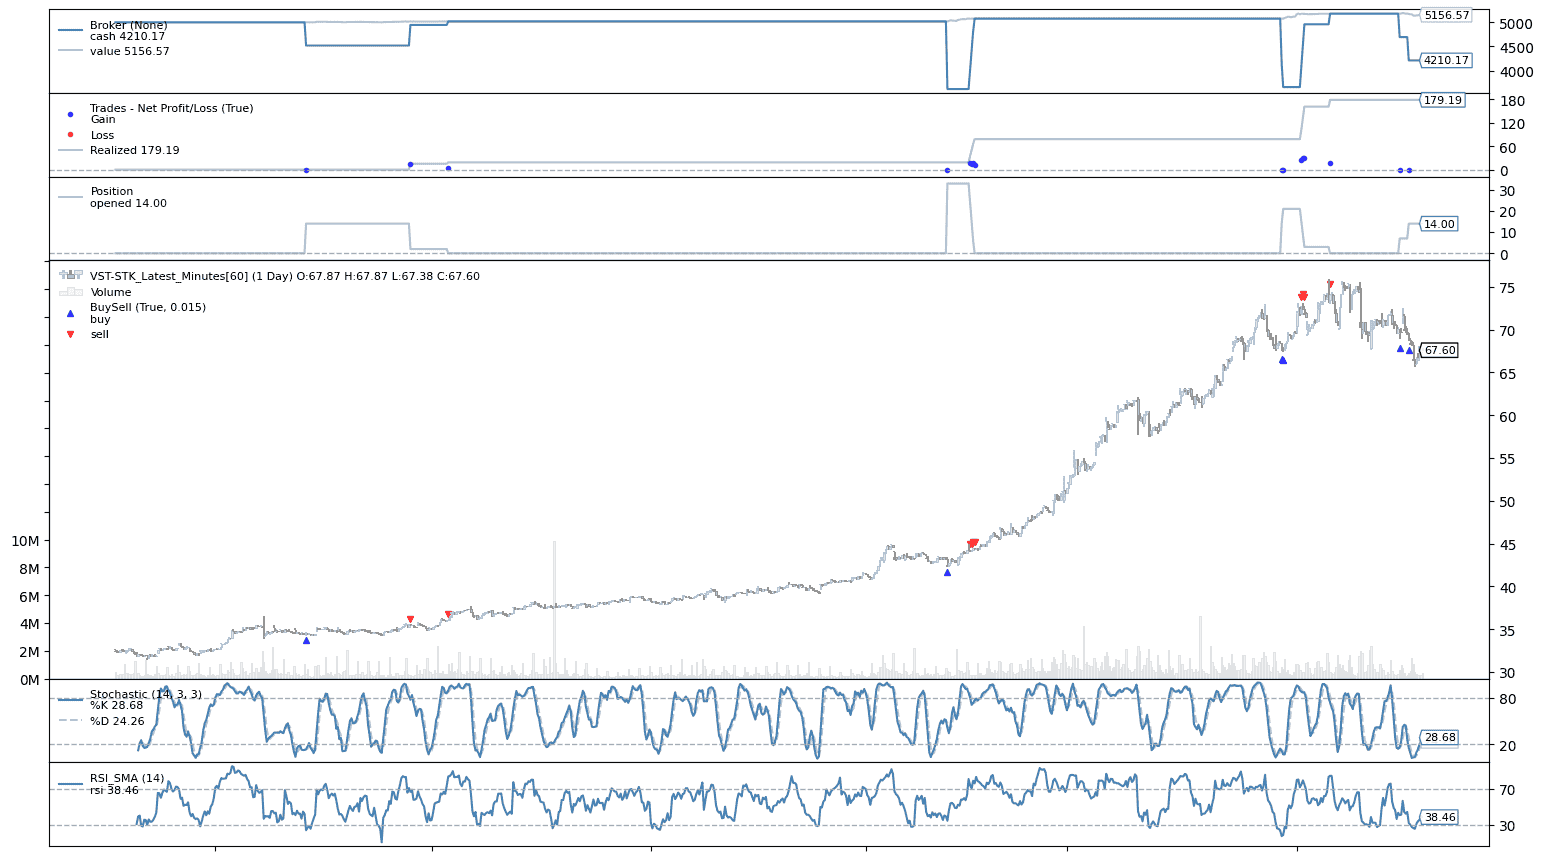 Broker (None)
cash 4210.17
value 5156.57
5000
4500
4000
5156.57
4210.17
Trades - Net Profit/Loss (True)
Gain
Loss
Realized 179.19
180
120
60
0
179.19
Position
opened 14.00
30
20
10
0
14.00
VST-STK_Latest_Minutes[60] (1 Day) O:67.87 H:67.87 L:67.38 C:67.60
Volume
BuySell (True, 0.015)
buy
sell
75
70
65
60
55
50
45
40
35
30
67.60
10M
8M
6M
4M
2M
0M
Stochastic (14, 3, 3)
%K 28.68
%D 24.26
80
20
28.68
RSI_SMA (14)
rsi 38.46
70
30
38.46